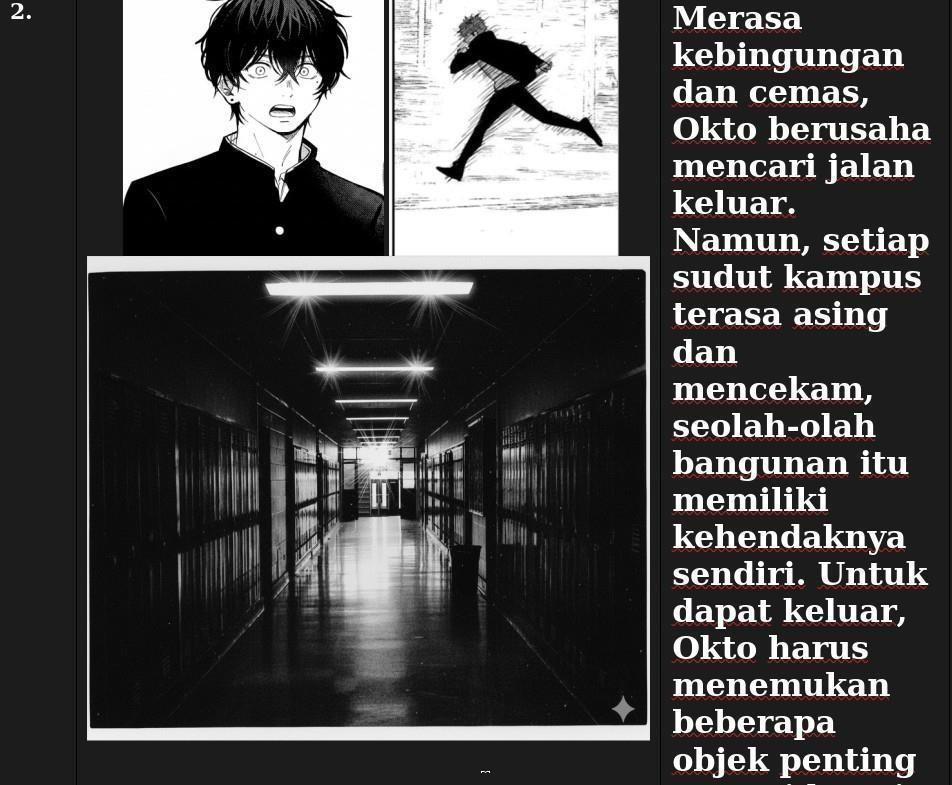 2.
Merasa
kebingungan
dan cemas,
Okto berusaha
mencari jalan
keluar.
Namun, setiap
sudut kampus
terasa asing
dan
mencekam,
seolah-olah
bangunan itu
memiliki
kehendaknya
sendiri. Untuk
dapat keluar,
Okto harus
menemukan
beberapa
objek penting